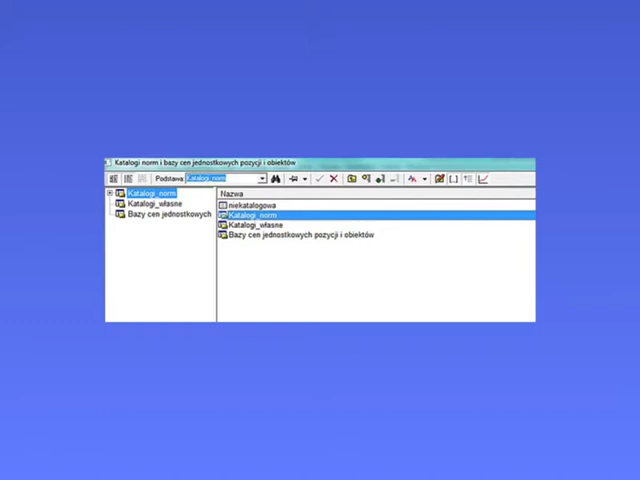 Katalogi norm i bazy cen jednostkowych pozycji i obiektów
Podstawa Katalogi_norm
Katalogi_norm
Katalogi_własne
Bazy cen jednostkowych
Nazwa
niekatalogowa
Katalogi_norm
Katalogi_własne
Bazy cen jednostkowych pozycji i obiektów